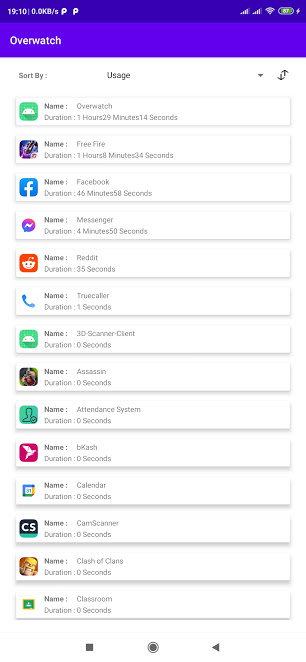 19:10 | 0.0KB/s
87
Overwatch
Sort By :
Usage
Name : Overwatch
Duration : 1 Hours29 Minutes14 Seconds
Name : Free Fire
Duration : 1 Hours8 Minutes34 Seconds
Name : Facebook
Duration : 46 Minutes58 Seconds
Name : Messenger
Duration : 4 Minutes50 Seconds
Name : Reddit
Duration : 35 Seconds
Name : Truecaller
Duration : 1 Seconds
Name : 3D-Scanner-Client
Duration : 0 Seconds
Name : Assassin
Duration : 0 Seconds
Name : Attendance System
Duration : 0 Seconds
Name : bKash
Duration : 0 Seconds
31
Name : Calendar
Duration : 0 Seconds
CS
Name : CamScanner
Duration : 0 Seconds
Name : Clash of Clans
Duration : 0 Seconds
Name : Classroom
Duration : 0 Seconds